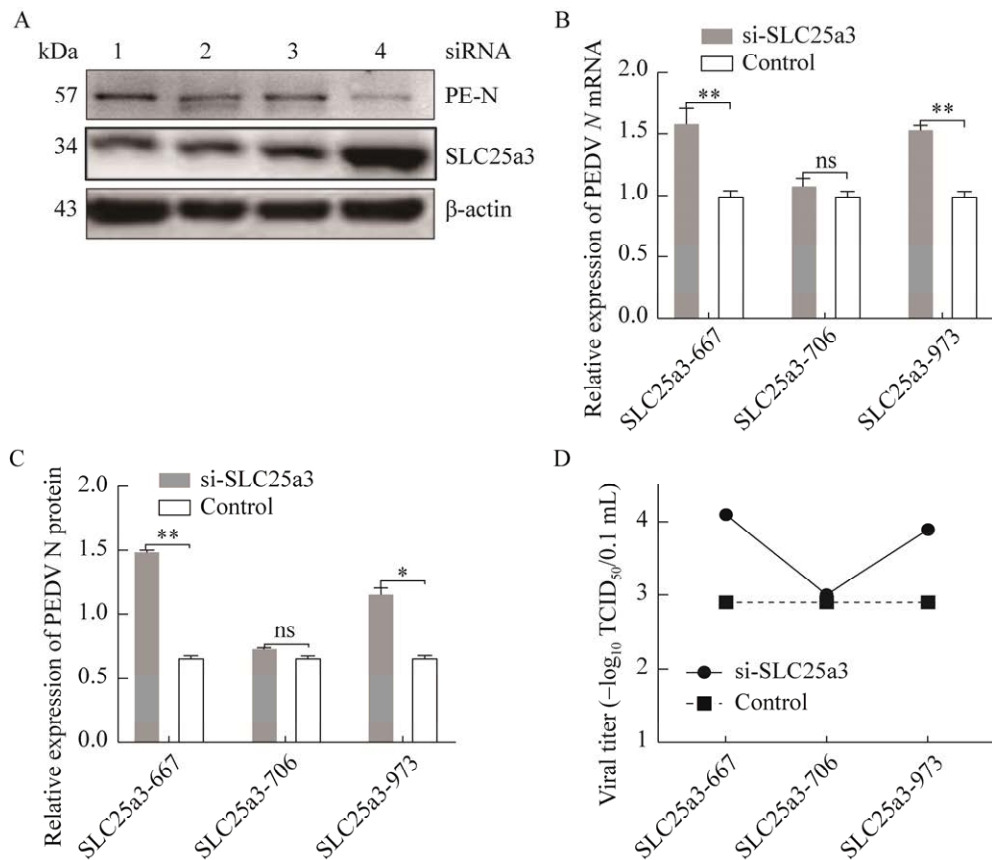 A
kDa 1 2 3 4 siRNA
57 PE-N
34 SLC25a3
43 β-actin
B
si-SLC25a3
Control
Relative expression of PEDV N mRNA
2.0
1.5
1.0
0.5
0.0
**
ns
**
SLC25a3-667
SLC25a3-706
SLC25a3-973
C
si-SLC25a3
Control
Relative expression of PEDV N protein
2.0
1.5
1.0
0.5
0.0
**
ns
*
SLC25a3-667
SLC25a3-706
SLC25a3-973
D
Viral titer (−log₁₀ TCID₅₀/0.1 mL)
4
3
2
1
si-SLC25a3
Control
SLC25a3-667
SLC25a3-706
SLC25a3-973